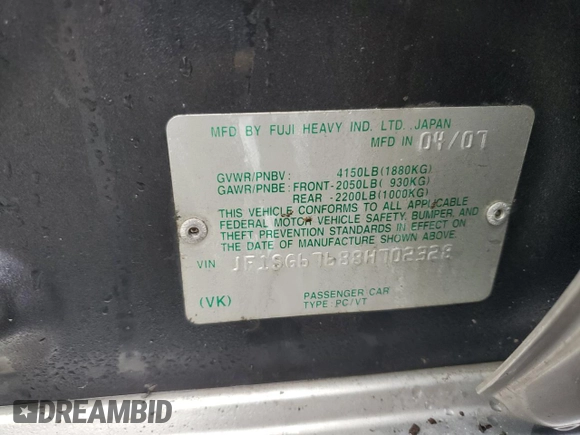 MFD BY FUJI HEAVY IND. LTD. JAPAN
MFD IN 04/07
GVWR/PNBV: 4150LB(1880KG)
GAWR/PNBE: FRONT-2050LB( 930KG)
REAR -2200LB(1000KG)
THIS VEHICLE CONFORMS TO ALL APPLICABLE
FEDERAL MOTOR VEHICLE SAFETY, BUMPER, AND
THEFT PREVENTION STANDARDS IN EFFECT ON
THE DATE OF MANUFACTURE SHOWN ABOVE.
VIN
(VK)
PASSENGER CAR
TYPE: PC/VT
DREAMBID